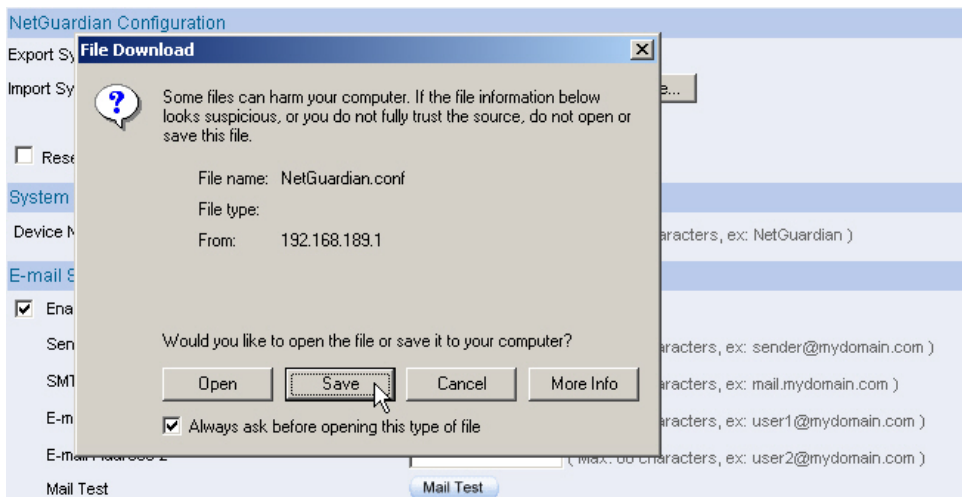 NetGuardian Configuration
Export Sy
File Download
Import Sy
e...
Some files can harm your computer. If the file information below
looks suspicious, or you do not fully trust the source, do not open or
save this file.
Rese
File name: NetGuardian.conf
System
File type:
Device N
From: 192.168.189.1
aracters, ex: NetGuardian )
E-mail S
Ena
Would you like to open the file or save it to your computer?
Sen
aracters, ex: sender@mydomain.com )
Open Save Cancel More Info
SMT
aracters, ex: mail.mydomain.com )
E-m
Always ask before opening this type of file
aracters, ex: user1@mydomain.com )
E-mail Address 2
characters, ex: user2@mydomain.com )
Mail Test
Mail Test